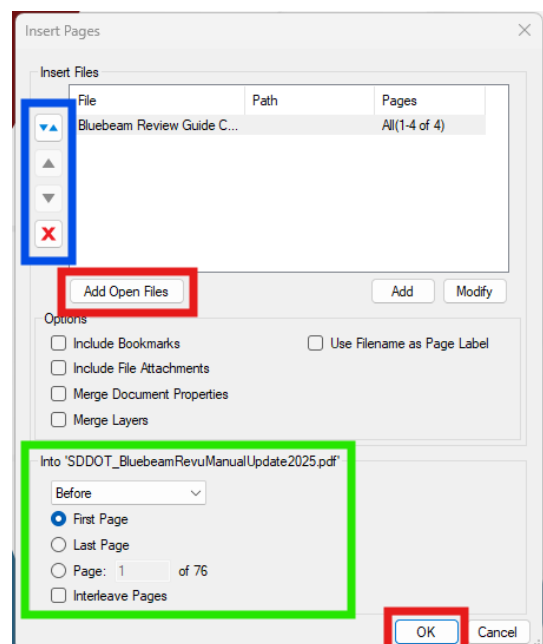 Insert Pages
Insert Files
File Path Pages
Bluebeam Review Guide C... All(1-4 of 4)
Add Open Files Add Modify
Options
Include Bookmarks Use Filename as Page Label
Include File Attachments
Merge Document Properties
Merge Layers
Into 'SDDOT_BluebeamRevuManualUpdate2025.pdf'
Before
First Page
Last Page
Page: 1 of 76
Interleave Pages
OK Cancel